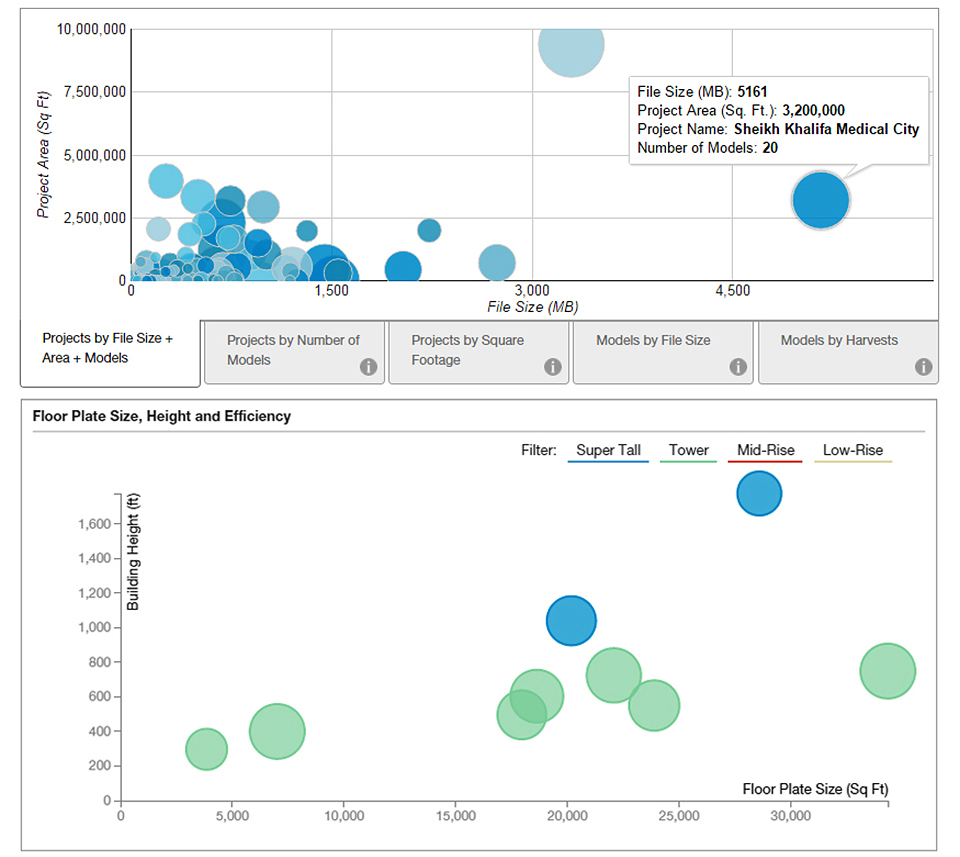 10,000,000
7,500,000
5,000,000
2,500,000
0
Project Area (Sq Ft)
File Size (MB): 5161
Project Area (Sq. Ft.): 3,200,000
Project Name: Sheikh Khalifa Medical City
Number of Models: 20
0 1,500 3,000 4,500
File Size (MB)
Projects by File Size +
Area + Models
Projects by Number of
Models
i
Projects by Square
Footage
i
Models by File Size
i
Models by Harvests
i
Floor Plate Size, Height and Efficiency
Filter: Super Tall Tower Mid-Rise Low-Rise
Building Height (ft)
1,600
1,400
1,200
1,000
800
600
400
200
0
Floor Plate Size (Sq Ft)
0 5,000 10,000 15,000 20,000 25,000 30,000